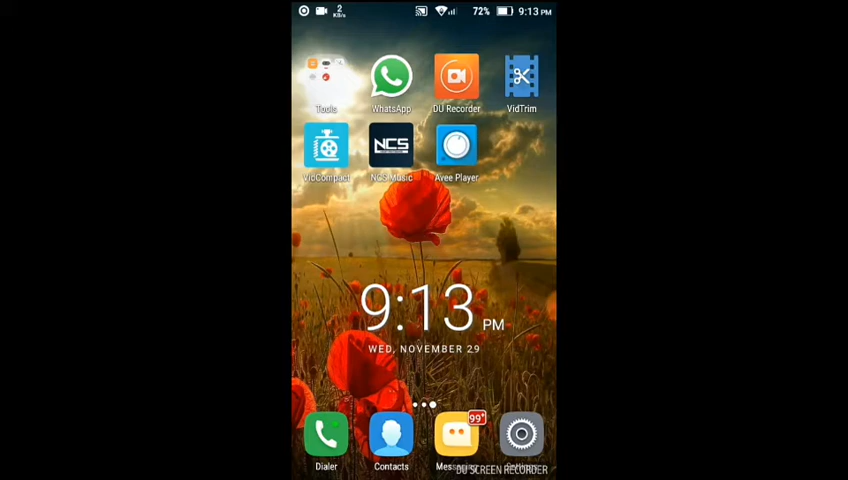 2
KB/s
72%
9:13 PM
Tools
WhatsApp
DU Recorder
VidTrim
NCS
VidCompact
NCS Music
Avee Player
9:13 PM
WED, NOVEMBER 29
99+
Dialer
Contacts
DU SCREEN RECORDER